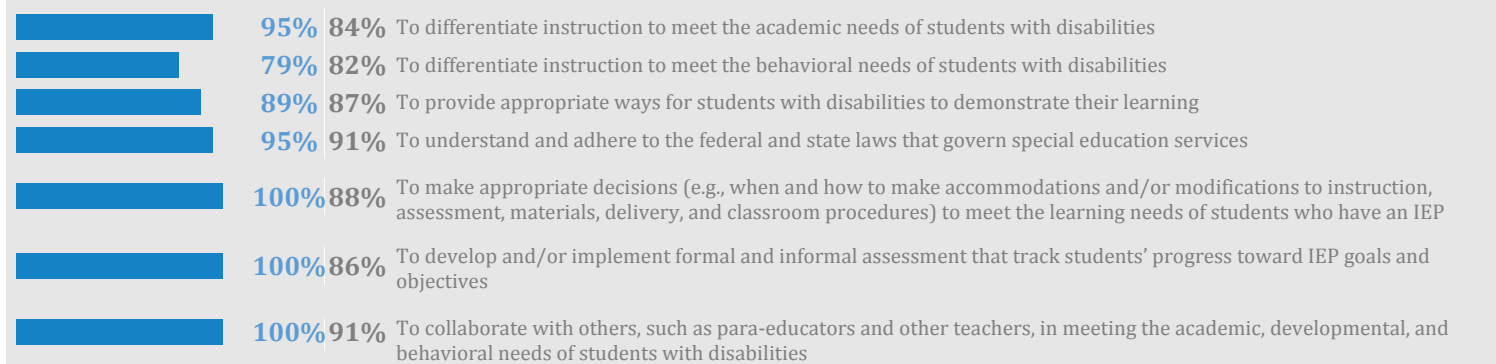 95% 84% To differentiate instruction to meet the academic needs of students with disabilities
79% 82% To differentiate instruction to meet the behavioral needs of students with disabilities
89% 87% To provide appropriate ways for students with disabilities to demonstrate their learning
95% 91% To understand and adhere to the federal and state laws that govern special education services
100% 88% To make appropriate decisions (e.g., when and how to make accommodations and/or modifications to instruction,
assessment, materials, delivery, and classroom procedures) to meet the learning needs of students who have an IEP
100% 86% To develop and/or implement formal and informal assessment that track students’ progress toward IEP goals and
objectives
100% 91% To collaborate with others, such as para-educators and other teachers, in meeting the academic, developmental, and
behavioral needs of students with disabilities